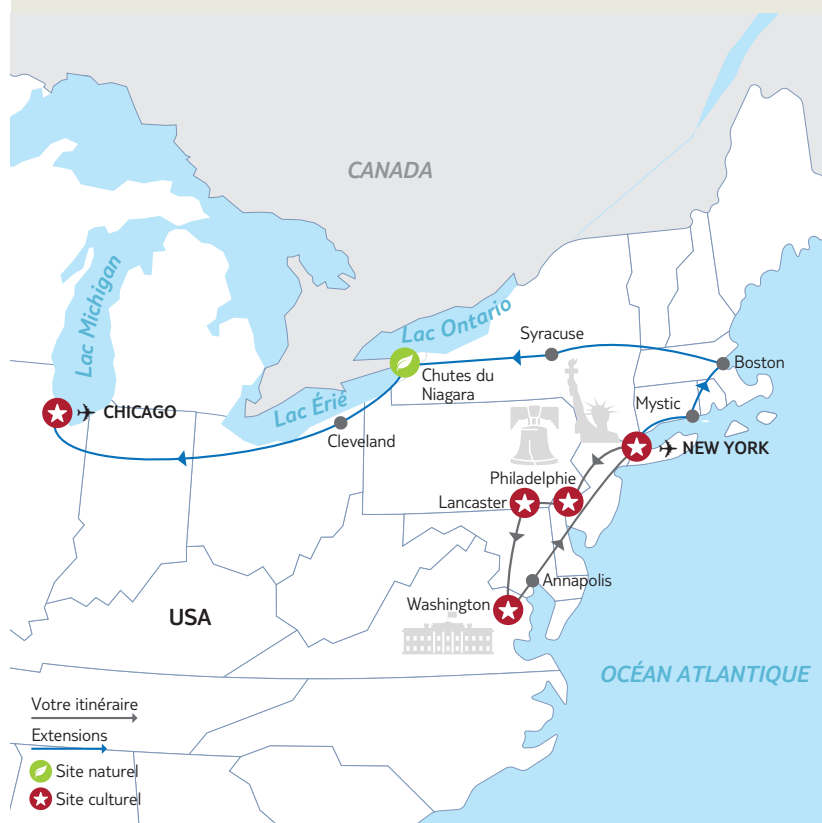 CANADA
Lac Michigan
Lac Ontario
Syracuse
Boston
Chutes du
Niagara
Mystic
Lac Érié
CHICAGO
Cleveland
NEW YORK
Philadelphie
Lancaster
Annapolis
Washington
USA
OCÉAN ATLANTIQUE
Votre itinéraire
Extensions
Site naturel
Site culturel